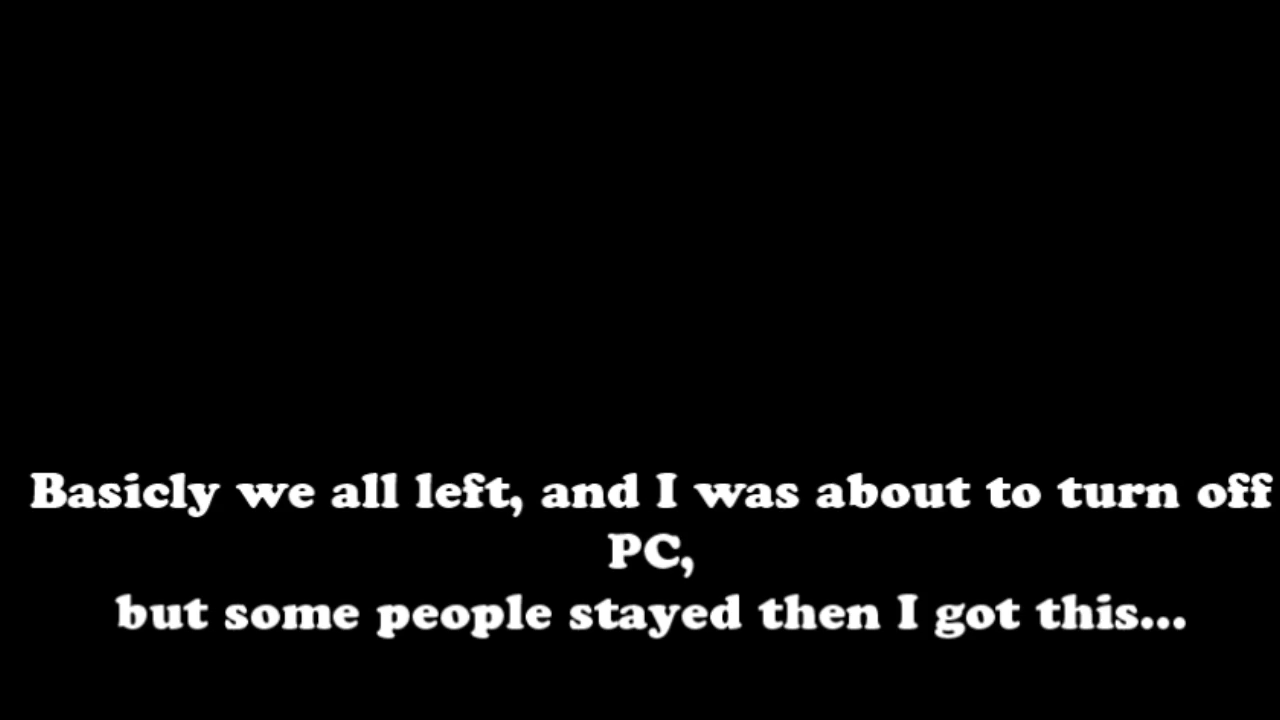 Basicly we all left, and I was about to turn off
PC,
but some people stayed then I got this...